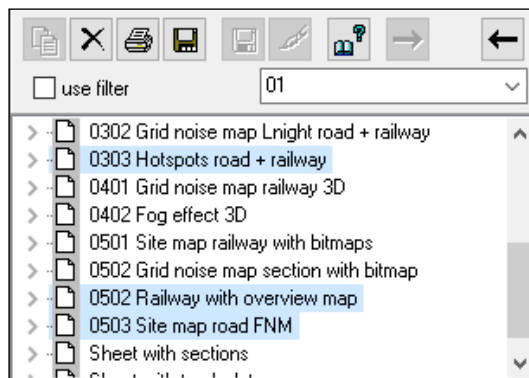 use filter
01
0302 Grid noise map Lnight road + railway
0303 Hotspots road + railway
0401 Grid noise map railway 3D
0402 Fog effect 3D
0501 Site map railway with bitmaps
0502 Grid noise map section with bitmap
0502 Railway with overview map
0503 Site map road FNM
Sheet with sections